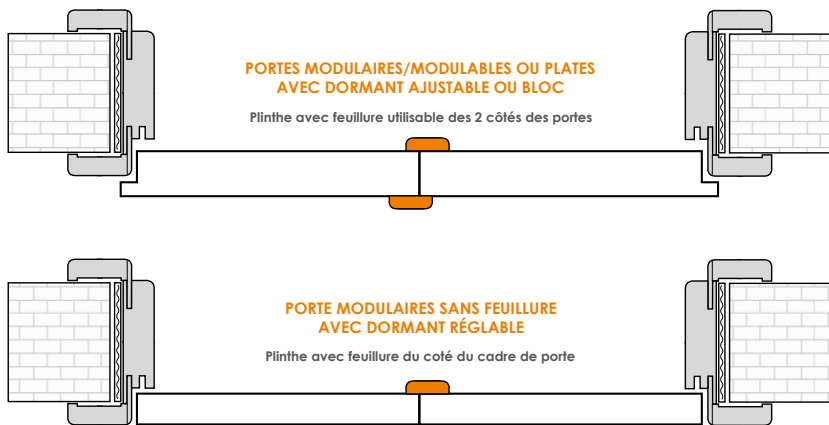 PORTES MODULAIRES/MODULABLES OU PLATES
AVEC DORMANT AJUSTABLE OU BLOC
Plinthe avec feuillure utilisable des 2 côtés des portes
PORTE MODULAIRES SANS FEUILLURE
AVEC DORMANT RÉGLABLE
Plinthe avec feuillure du coté du cadre de porte